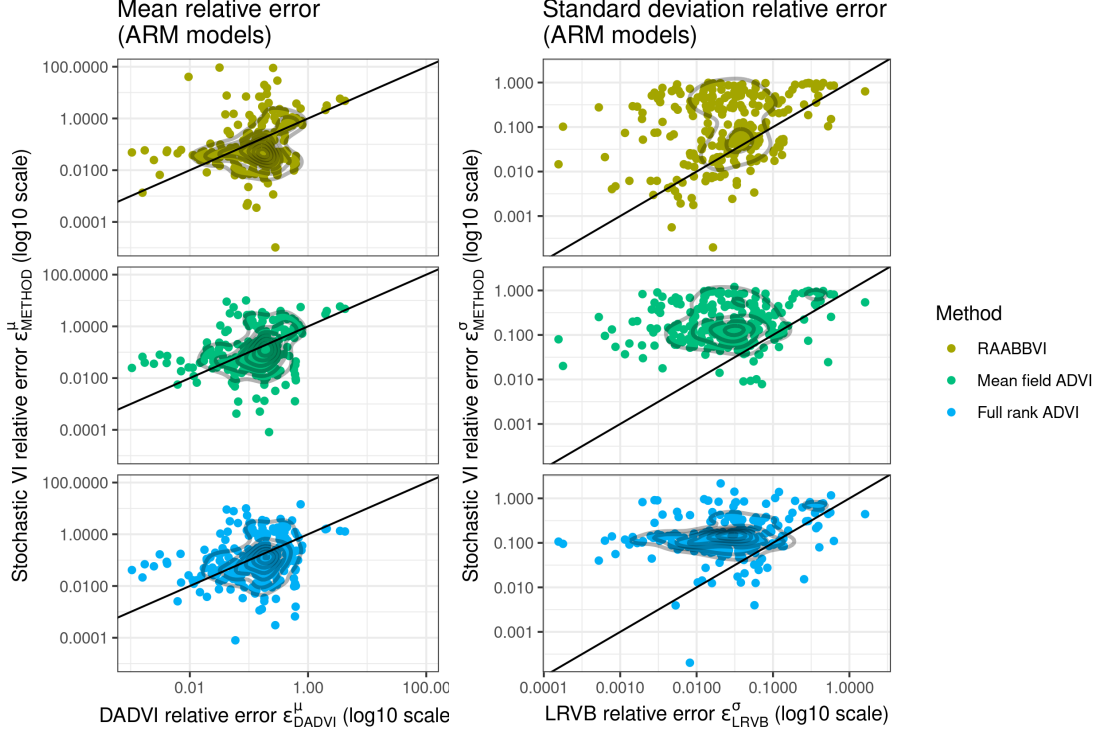 Mean relative error
(ARM models)
Standard deviation relative error
(ARM models)
Stochastic VI relative error ε^μ_METHOD (log10 scale)
100.0000
1.0000
0.0100
0.0001
100.0000
1.0000
0.0100
0.0001
100.0000
1.0000
0.0100
0.0001
0.01
1.00
100.00
DADVI relative error ε^μ_DADVI (log10 scale
Stochastic VI relative error ε^σ_METHOD (log10 scale)
1.000
0.100
0.010
0.001
1.000
0.100
0.010
0.001
1.000
0.100
0.010
0.001
0.0001
0.0010
0.0100
0.1000
1.0000
LRVB relative error ε^σ_LRVB (log10 scale)
Method
RAABBVI
Mean field ADVI
Full rank ADVI